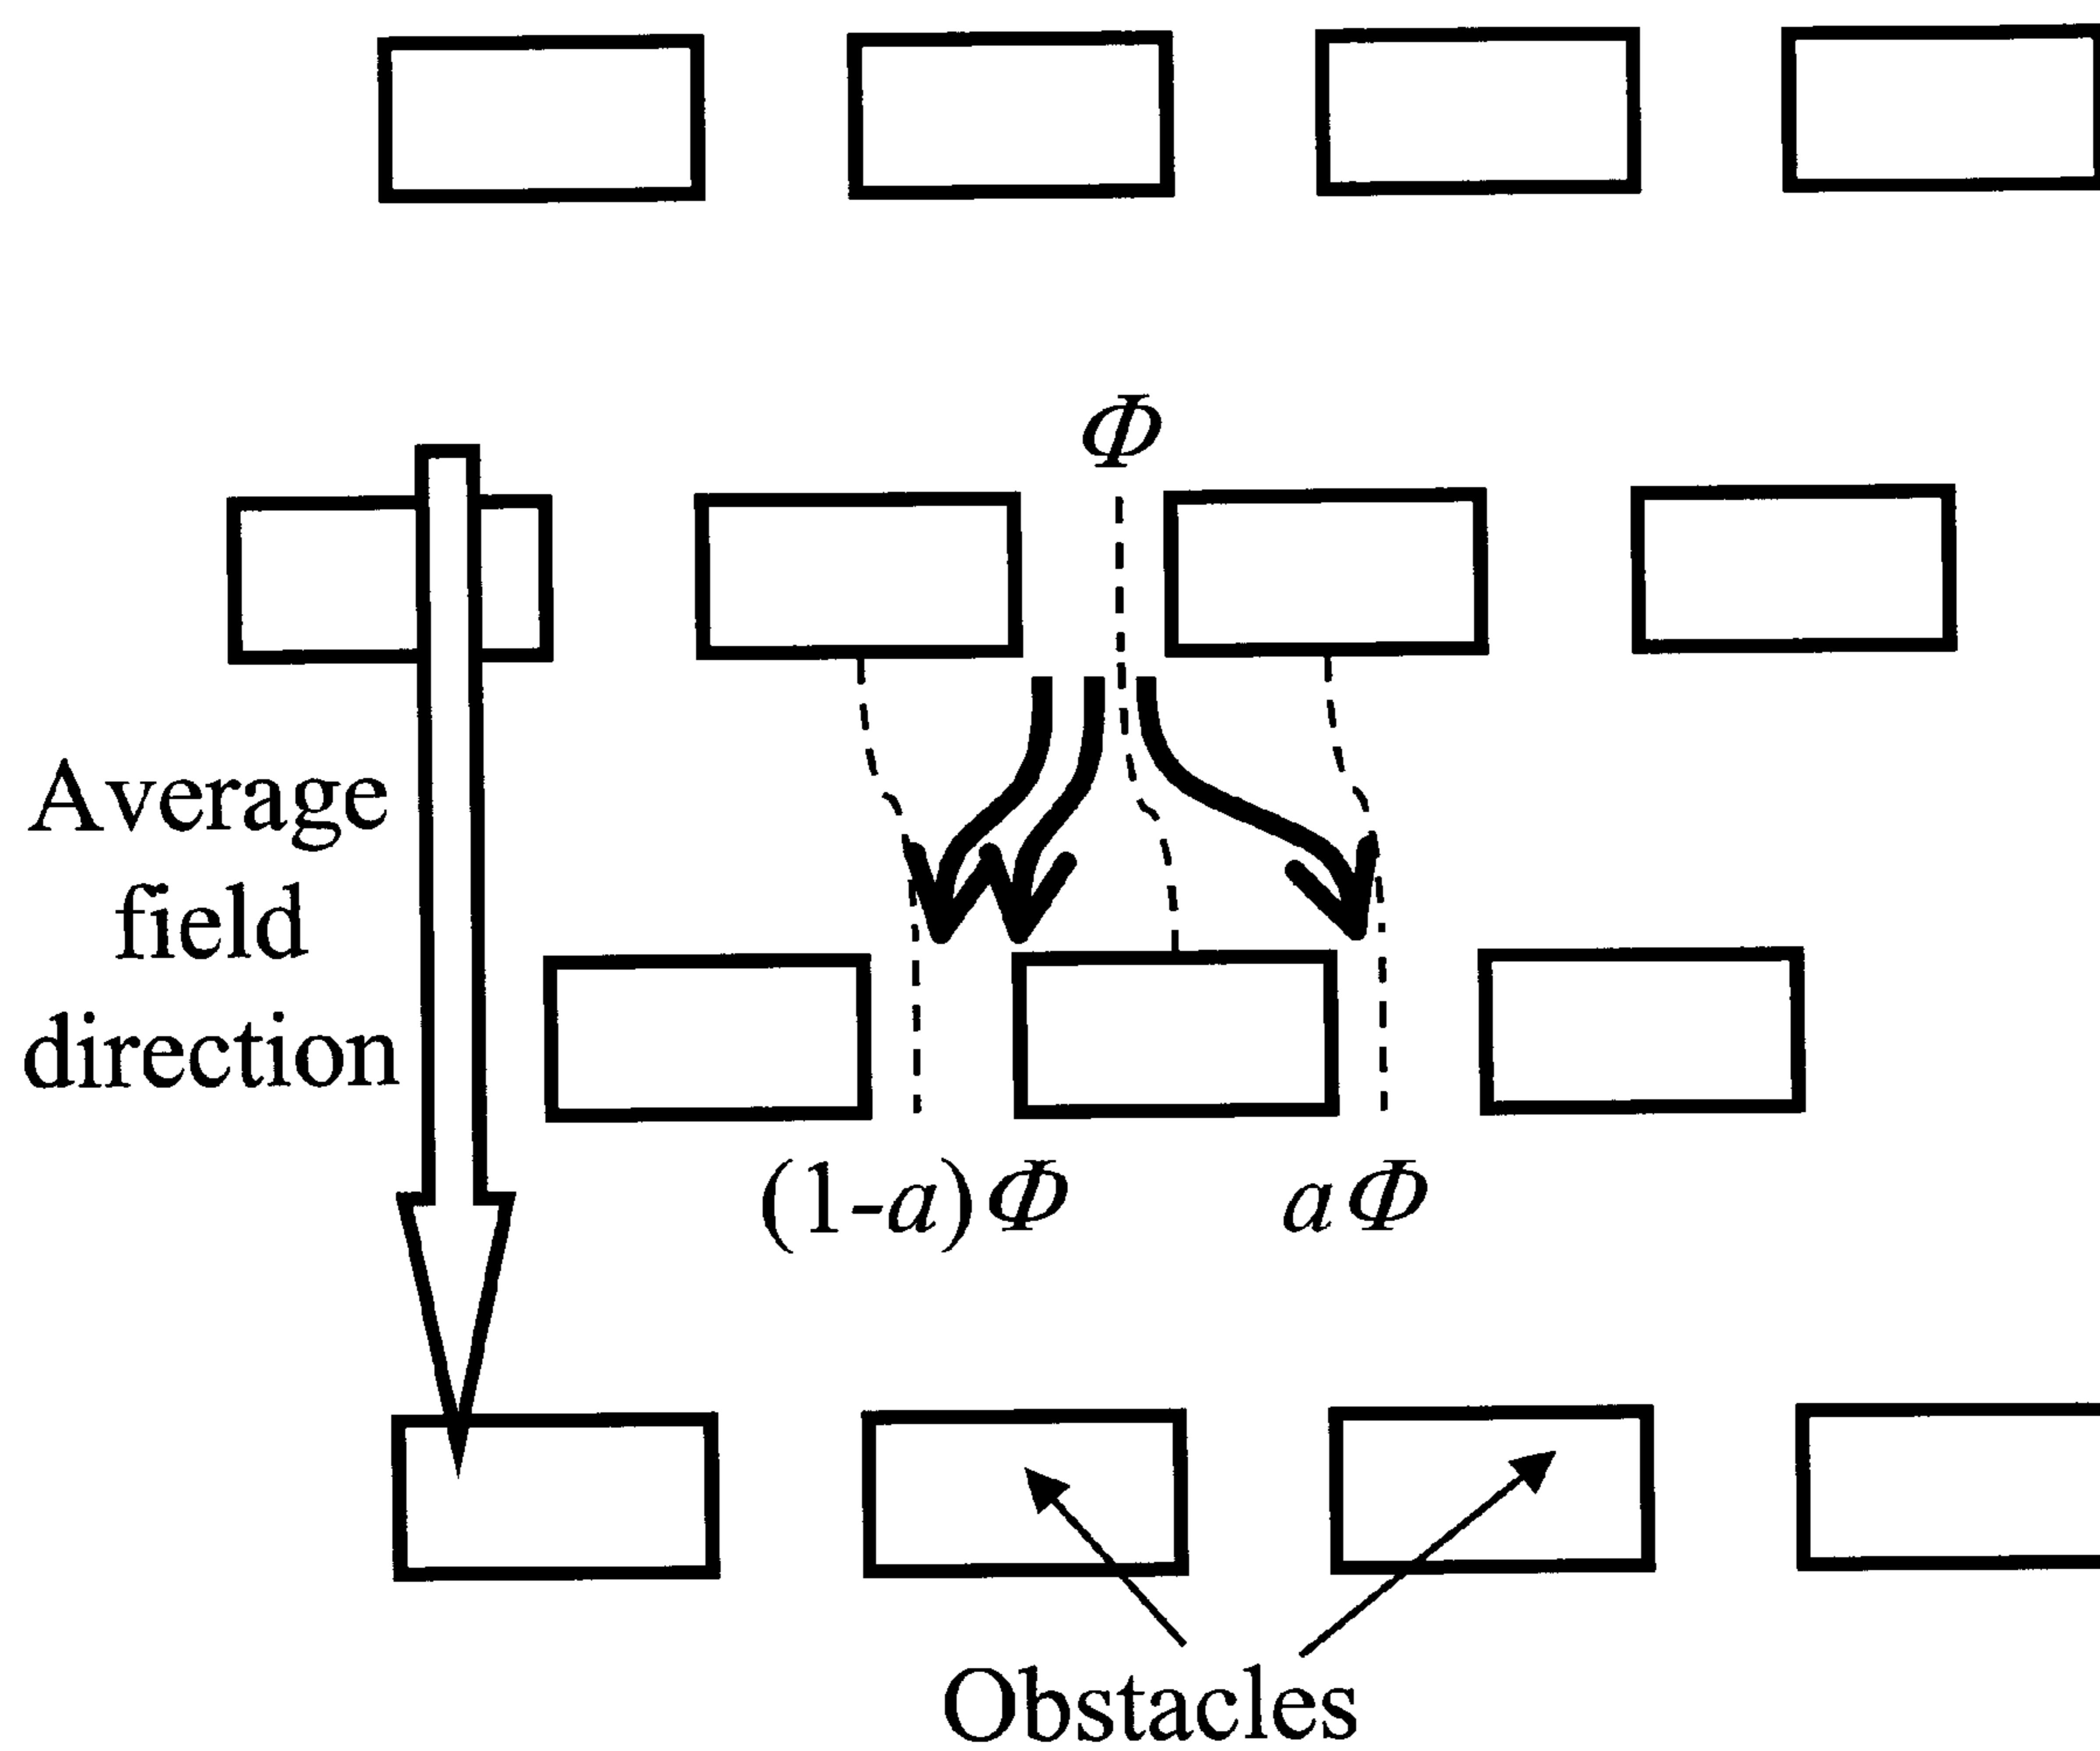 Φ
Average
field
direction
(1-a)Φ
aΦ
Obstacles